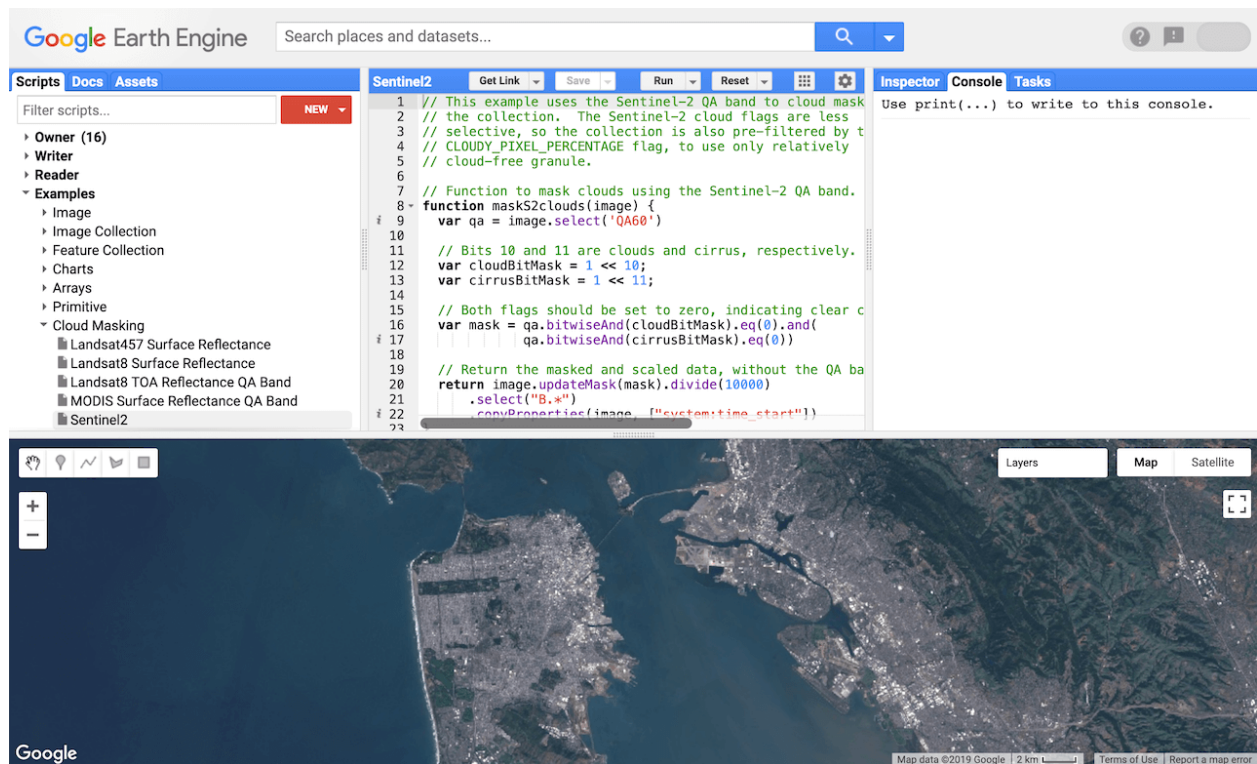 Google Earth Engine
Search places and datasets...
Scripts Docs Assets
Filter scripts...
NEW
Owner (16)
Writer
Reader
Examples
Image
Image Collection
Feature Collection
Charts
Arrays
Primitive
Cloud Masking
Landsat457 Surface Reflectance
Landsat8 Surface Reflectance
Landsat8 TOA Reflectance QA Band
MODIS Surface Reflectance QA Band
Sentinel2
Sentinel2 Get Link Save Run Reset
1 // This example uses the Sentinel-2 QA band to cloud mask
2 // the collection.  The Sentinel-2 cloud flags are less
3 // selective, so the collection is also pre-filtered by t
4 // CLOUDY_PIXEL_PERCENTAGE flag, to use only relatively
5 // cloud-free granule.
6
7 // Function to mask clouds using the Sentinel-2 QA band.
8 function maskS2clouds(image) {
i 9 var qa = image.select('QA60')
10
11 // Bits 10 and 11 are clouds and cirrus, respectively.
12 var cloudBitMask = 1 << 10;
13 var cirrusBitMask = 1 << 11;
14
15 // Both flags should be set to zero, indicating clear c
16 var mask = qa.bitwiseAnd(cloudBitMask).eq(0).and(
i 17 qa.bitwiseAnd(cirrusBitMask).eq(0))
18
19 // Return the masked and scaled data, without the QA ba
20 return image.updateMask(mask).divide(10000)
21 .select("B.*")
i 22 .copyProperties(image, ["system:time_start"])
23
Inspector Console Tasks
Use print(...) to write to this console.
Layers
Map Satellite
Google
Map data ©2019 Google 2 km Terms of Use Report a map error